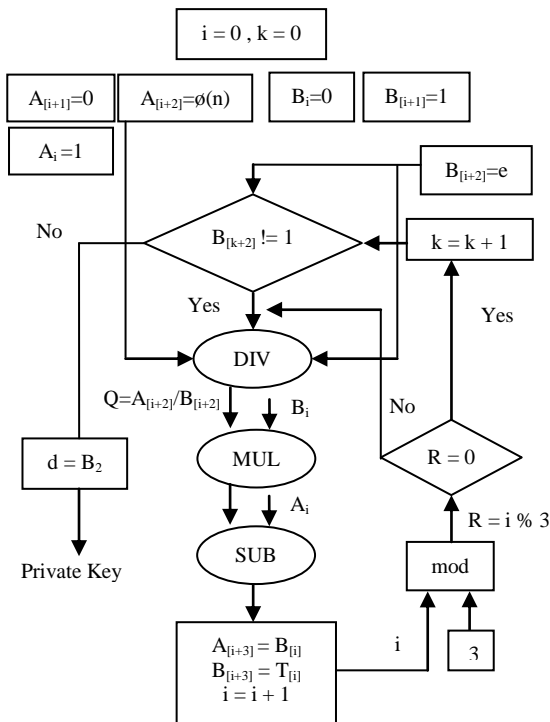 i = 0 , k = 0
A[i+1]=0
A[i+2]=ø(n)
Bi=0
B[i+1]=1
Ai=1
B[i+2]=e
No
B[k+2] != 1
k = k + 1
Yes
Yes
DIV
Q=A[i+2]/B[i+2]
Bi
No
d = B2
MUL
R = 0
Ai
R = i % 3
Private Key
SUB
mod
A[i+3] = B[i]
B[i+3] = T[i]
i = i + 1
i
3